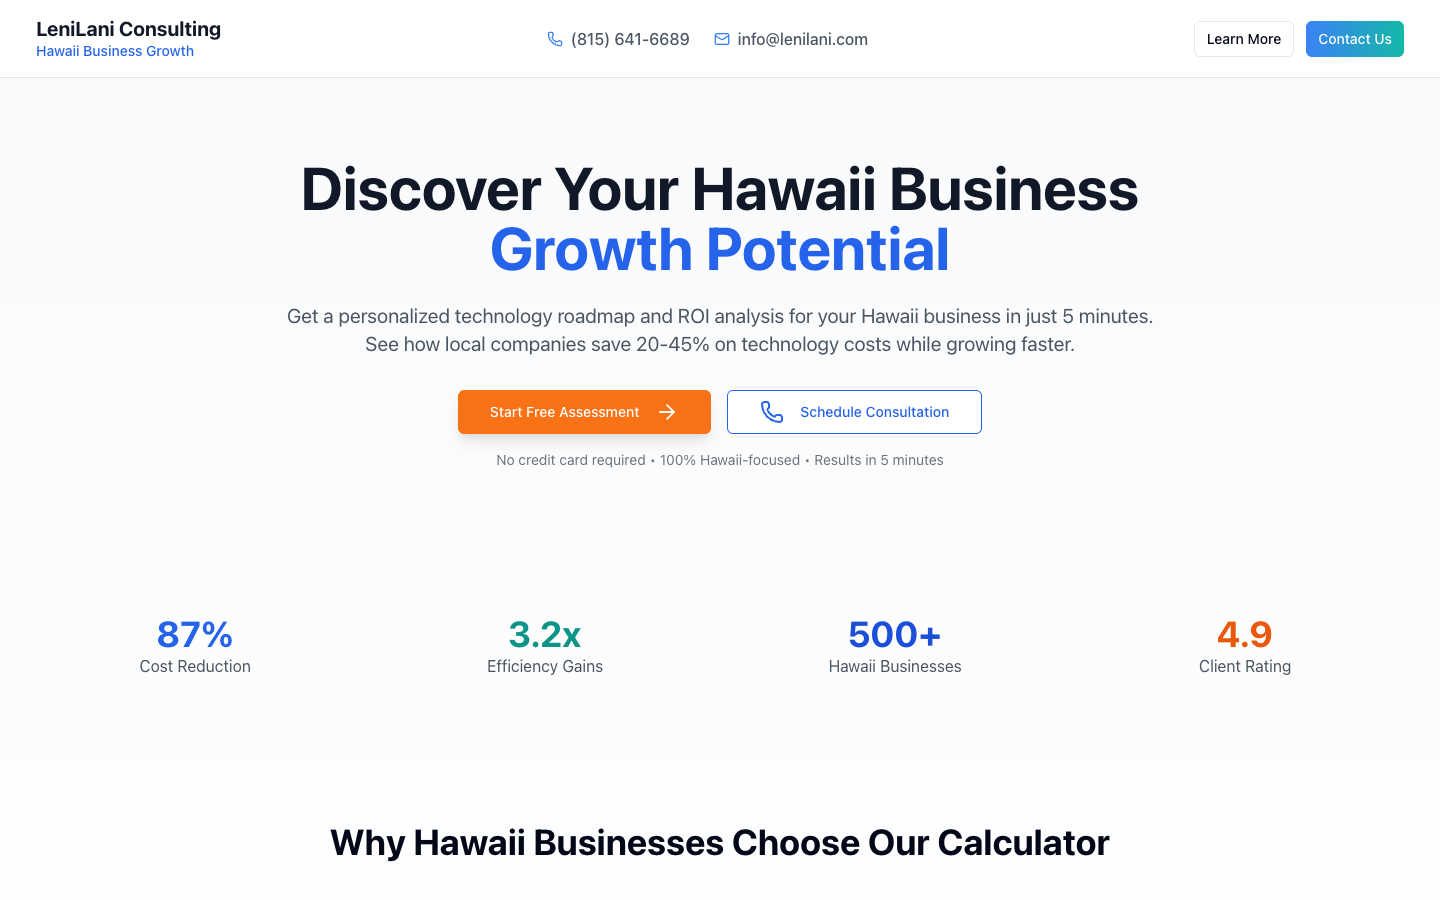 LeniLani Consulting
Hawaii Business Growth
(815) 641-6689
info@lenilani.com
Learn More
Contact Us
Discover Your Hawaii Business
Growth Potential
Get a personalized technology roadmap and ROI analysis for your Hawaii business in just 5 minutes.
See how local companies save 20-45% on technology costs while growing faster.
Start Free Assessment
Schedule Consultation
No credit card required • 100% Hawaii-focused • Results in 5 minutes
87%
Cost Reduction
3.2x
Efficiency Gains
500+
Hawaii Businesses
4.9
Client Rating
Why Hawaii Businesses Choose Our Calculator